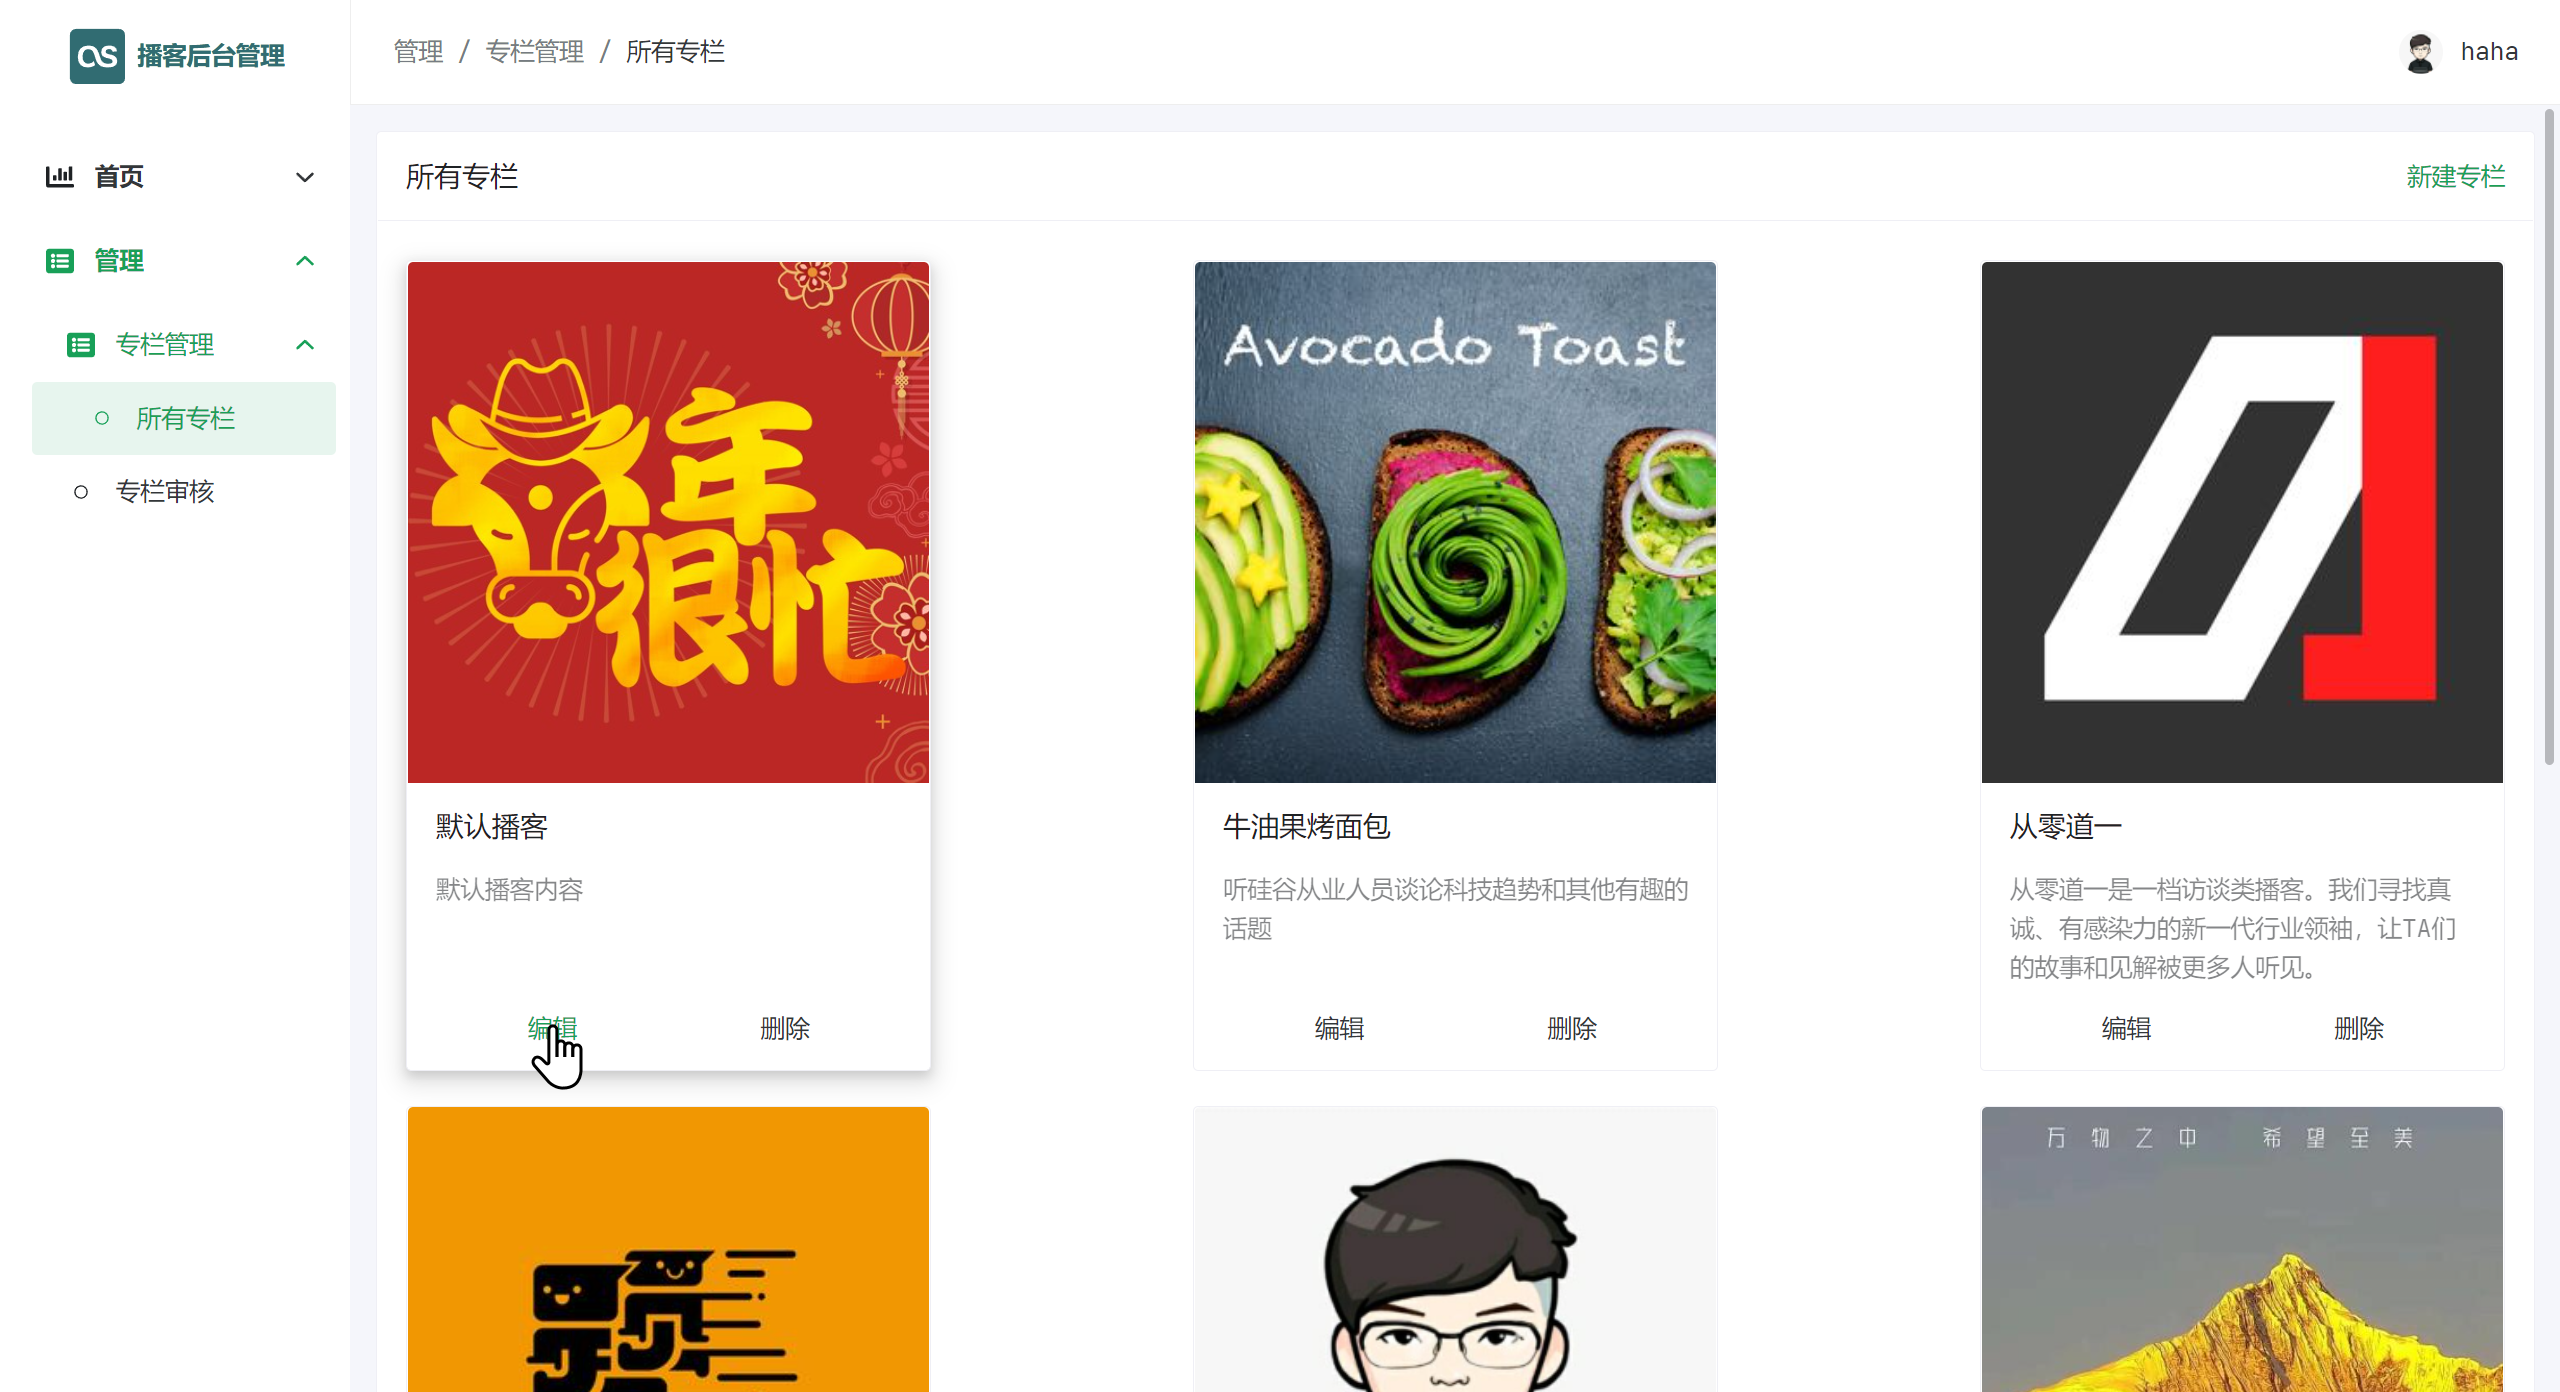 播客后台管理
管理 / 专栏管理 / 所有专栏
haha
首页
管理
专栏管理
所有专栏
专栏审核
所有专栏
新建专栏
年
很忙
默认播客
默认播客内容
编辑
删除
Avocado Toast
牛油果烤面包
听硅谷从业人员谈论科技趋势和其他有趣的
话题
编辑
删除
从零道一
从零道一是一档访谈类播客。我们寻找真
诚、有感染力的新一代行业领袖，让TA们
的故事和见解被更多人听见。
编辑
删除
万物之中 希望至美